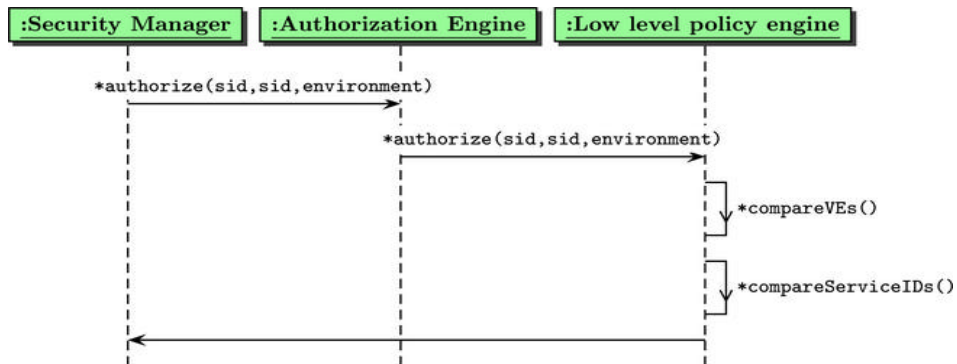 :Security Manager
:Authorization Engine
:Low level policy engine
*authorize(sid,sid,environment)
*authorize(sid,sid,environment)
*compareVEs()
*compareServiceIDs()